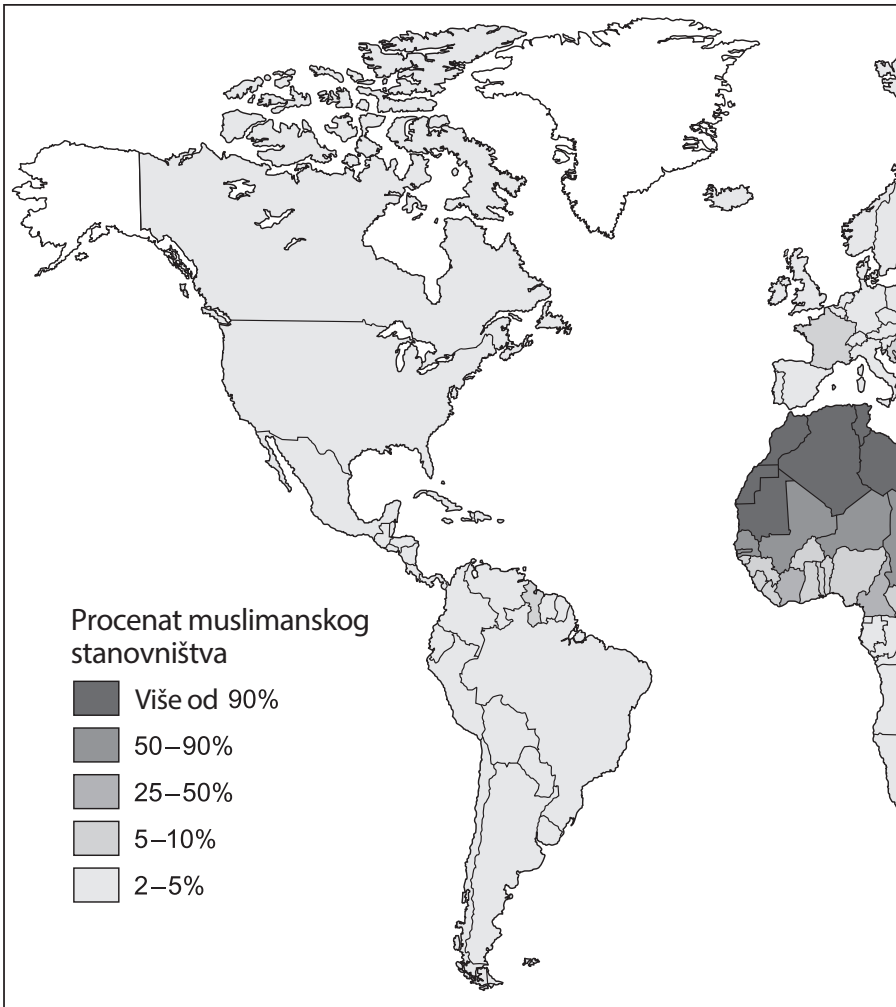 Procenat muslimanskog
stanovništva
Više od 90%
50–90%
25–50%
5–10%
2–5%